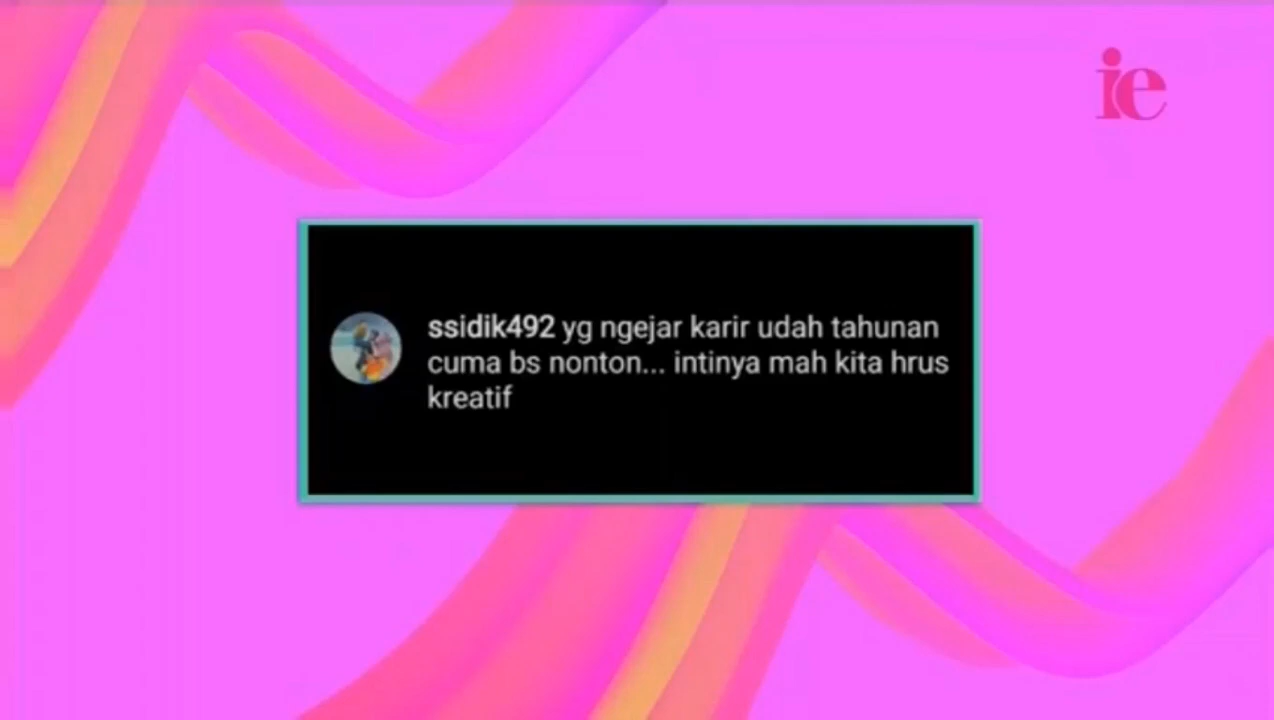 ie
ssidik492 yg ngejar karir udah tahunan
cuma bs nonton... intinya mah kita hrus
kreatif